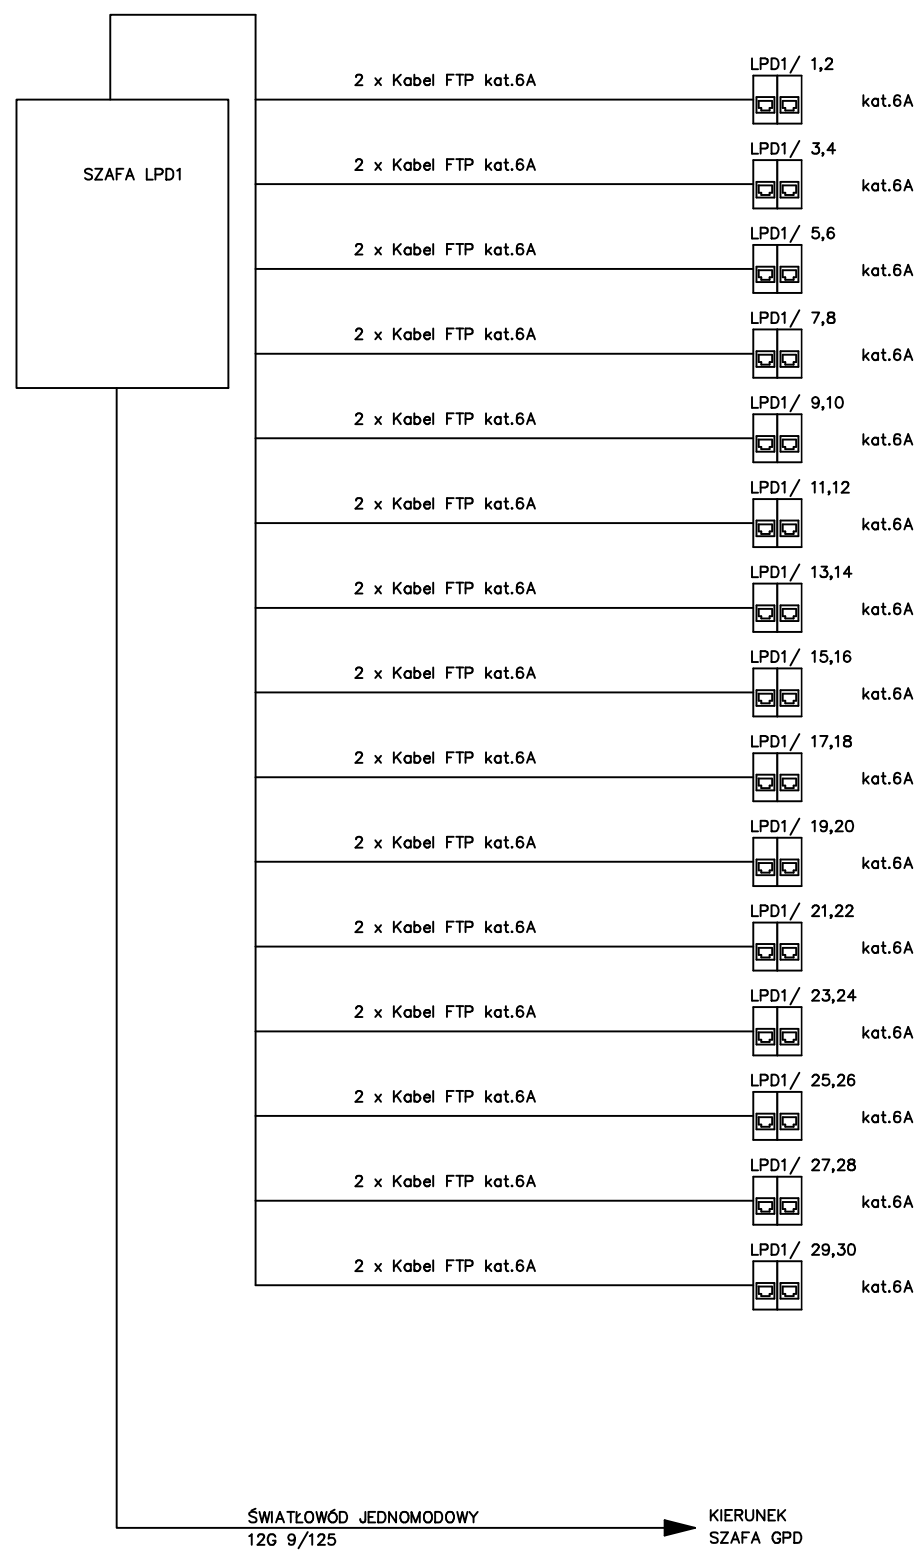 LPD1/ 1,2
2 x Kabel FTP kat.6A
kat.6A
LPD1/ 3,4
SZAFA LPD1
2 x Kabel FTP kat.6A
kat.6A
LPD1/ 5,6
2 x Kabel FTP kat.6A
kat.6A
LPD1/ 7,8
2 x Kabel FTP kat.6A
kat.6A
LPD1/ 9,10
2 x Kabel FTP kat.6A
kat.6A
LPD1/ 11,12
2 x Kabel FTP kat.6A
kat.6A
LPD1/ 13,14
2 x Kabel FTP kat.6A
kat.6A
LPD1/ 15,16
2 x Kabel FTP kat.6A
kat.6A
LPD1/ 17,18
2 x Kabel FTP kat.6A
kat.6A
LPD1/ 19,20
2 x Kabel FTP kat.6A
kat.6A
LPD1/ 21,22
2 x Kabel FTP kat.6A
kat.6A
LPD1/ 23,24
2 x Kabel FTP kat.6A
kat.6A
LPD1/ 25,26
2 x Kabel FTP kat.6A
kat.6A
LPD1/ 27,28
2 x Kabel FTP kat.6A
kat.6A
LPD1/ 29,30
2 x Kabel FTP kat.6A
kat.6A
ŚWIATŁOWÓD JEDNOMODOWY
12G 9/125
KIERUNEK
SZAFA GPD